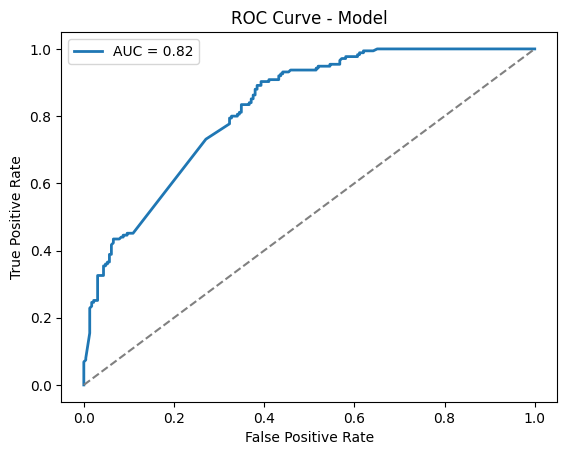 ROC Curve - Model
AUC = 0.82
True Positive Rate
1.0
0.8
0.6
0.4
0.2
0.0
0.0 0.2 0.4 0.6 0.8 1.0
False Positive Rate